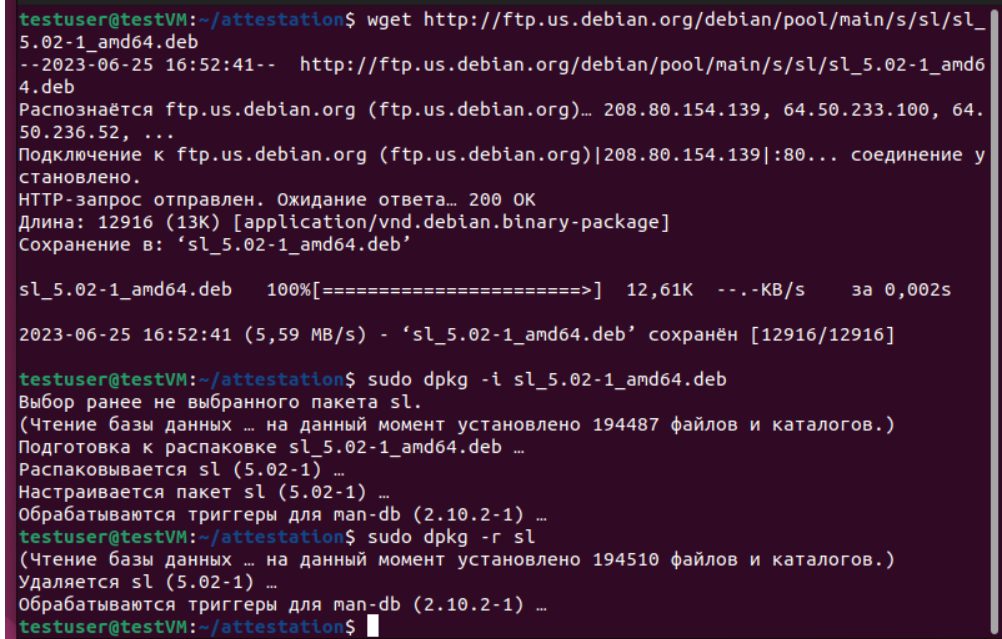 testuser@testVM:~/attestation$ wget http://ftp.us.debian.org/debian/pool/main/s/sl/sl_
5.02-1_amd64.deb
--2023-06-25 16:52:41--  http://ftp.us.debian.org/debian/pool/main/s/sl/sl_5.02-1_amd6
4.deb
Распознаётся ftp.us.debian.org (ftp.us.debian.org)… 208.80.154.139, 64.50.233.100, 64.
50.236.52, ...
Подключение к ftp.us.debian.org (ftp.us.debian.org)|208.80.154.139|:80... соединение у
становлено.
HTTP-запрос отправлен. Ожидание ответа… 200 OK
Длина: 12916 (13K) [application/vnd.debian.binary-package]
Сохранение в: ‘sl_5.02-1_amd64.deb’
sl_5.02-1_amd64.deb   100%[=======================>]  12,61K  --.-KB/s    за 0,002s
2023-06-25 16:52:41 (5,59 MB/s) - ‘sl_5.02-1_amd64.deb’ сохранён [12916/12916]
testuser@testVM:~/attestation$ sudo dpkg -i sl_5.02-1_amd64.deb
Выбор ранее не выбранного пакета sl.
(Чтение базы данных … на данный момент установлено 194487 файлов и каталогов.)
Подготовка к распаковке sl_5.02-1_amd64.deb …
Распаковывается sl (5.02-1) …
Настраивается пакет sl (5.02-1) …
Обрабатываются триггеры для man-db (2.10.2-1) …
testuser@testVM:~/attestation$ sudo dpkg -r sl
(Чтение базы данных … на данный момент установлено 194510 файлов и каталогов.)
Удаляется sl (5.02-1) …
Обрабатываются триггеры для man-db (2.10.2-1) …
testuser@testVM:~/attestation$